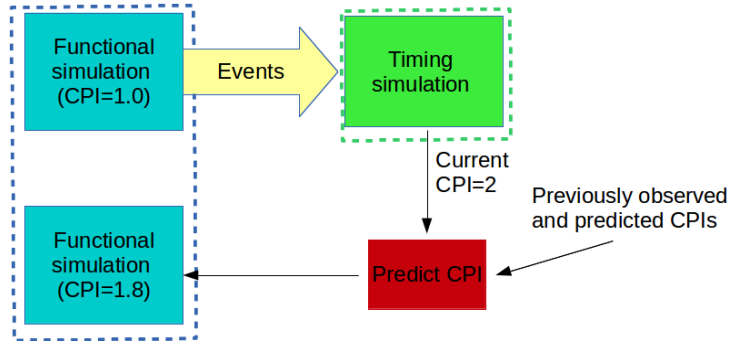 Functional
simulation
(CPI=1.0)
Events
Timing
simulation
Current
CPI=2
Previously observed
and predicted CPIs
Functional
simulation
(CPI=1.8)
Predict CPI